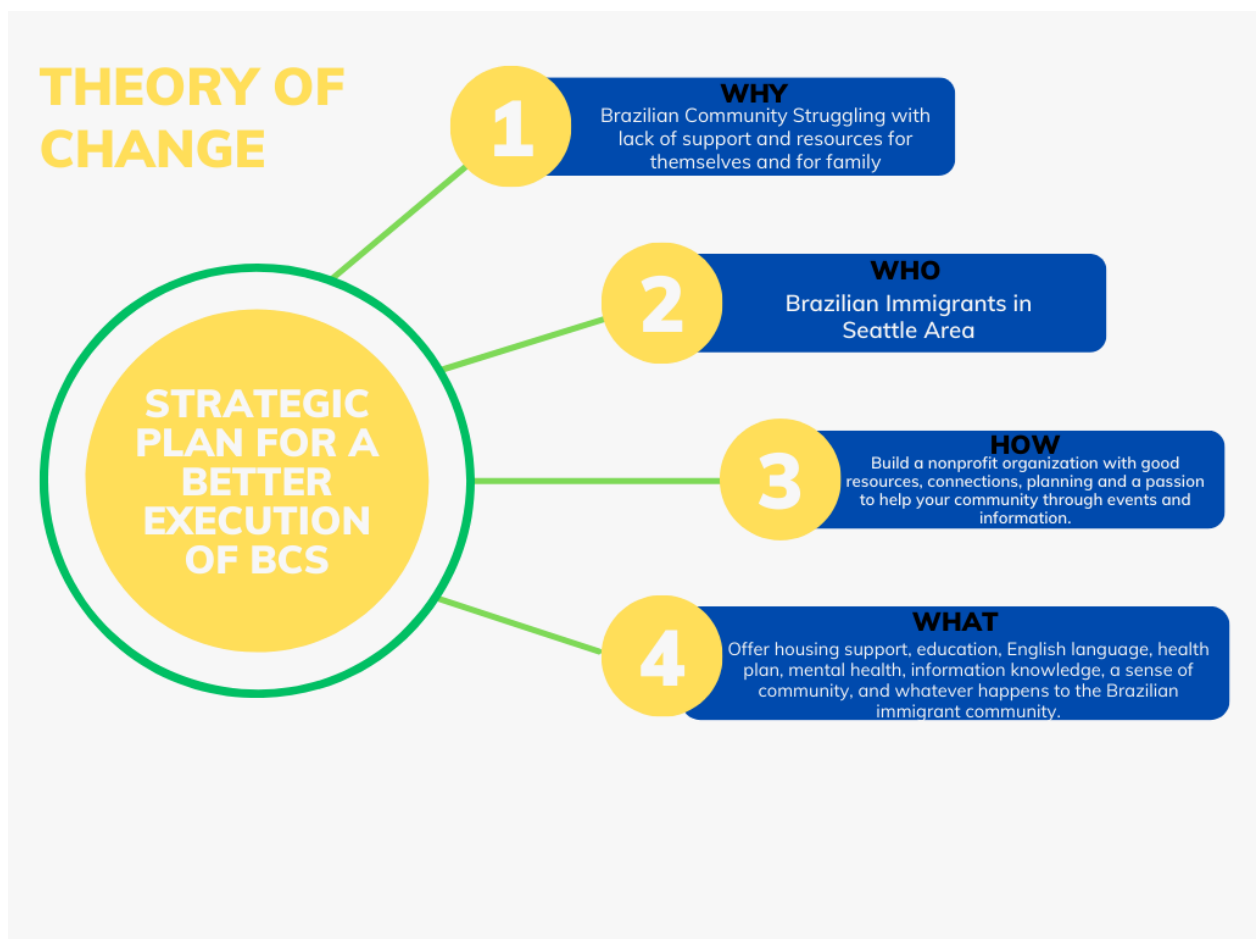 THEORY OF
CHANGE
1
WHY
Brazilian Community Struggling with
lack of support and resources for
themselves and for family
2
WHO
Brazilian Immigrants in
Seattle Area
STRATEGIC
PLAN FOR A
BETTER
EXECUTION
OF BCS
3
HOW
Build a nonprofit organization with good
resources, connections, planning and a passion
to help your community through events and
information.
4
WHAT
Offer housing support, education, English language, health
plan, mental health, information knowledge, a sense of
community, and whatever happens to the Brazilian
immigrant community.